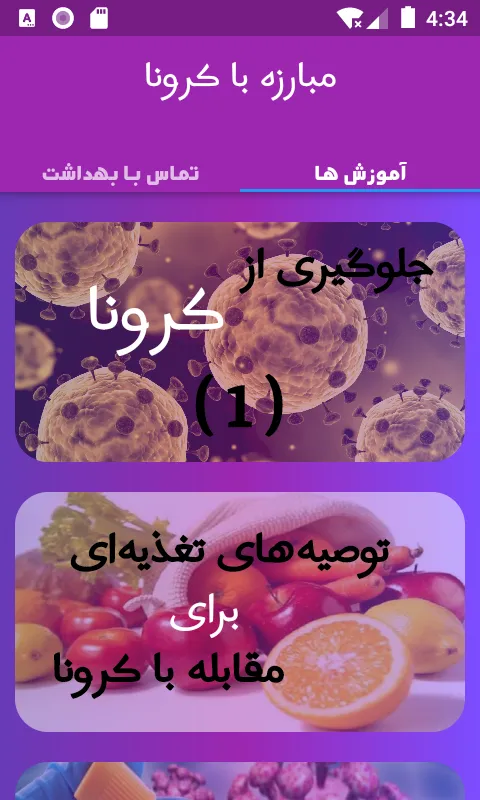 4:34
مبارزه با کرونا
آموزش ها
تماس با بهداشت
جلوگیری از
کرونا
(1)
توصیه‌های تغذیه‌ای
برای
مقابله با کرونا